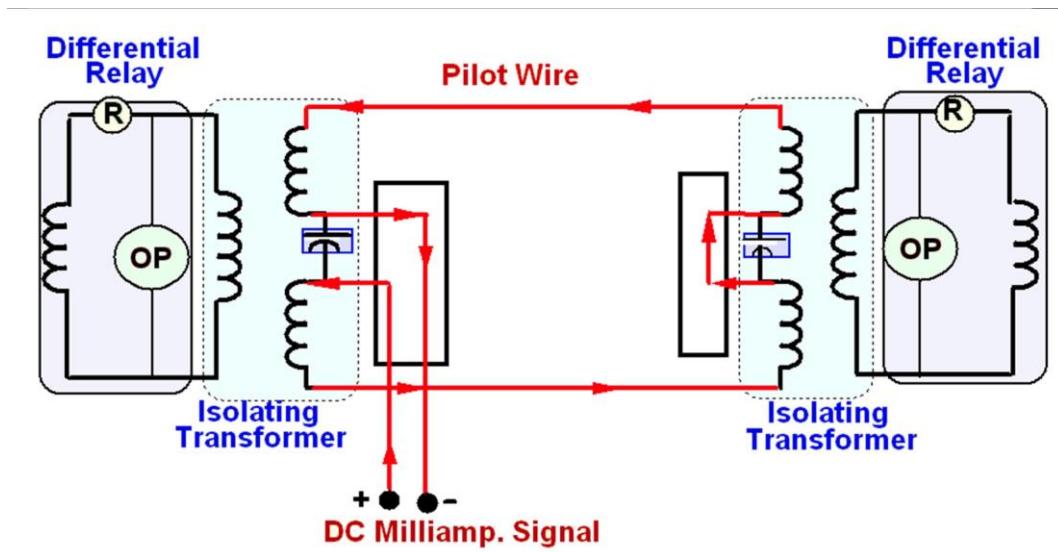 Differential
Relay
Differential
Relay
Pilot Wire
R
R
OP
OP
Isolating
Transformer
Isolating
Transformer
+ -
DC Milliamp. Signal